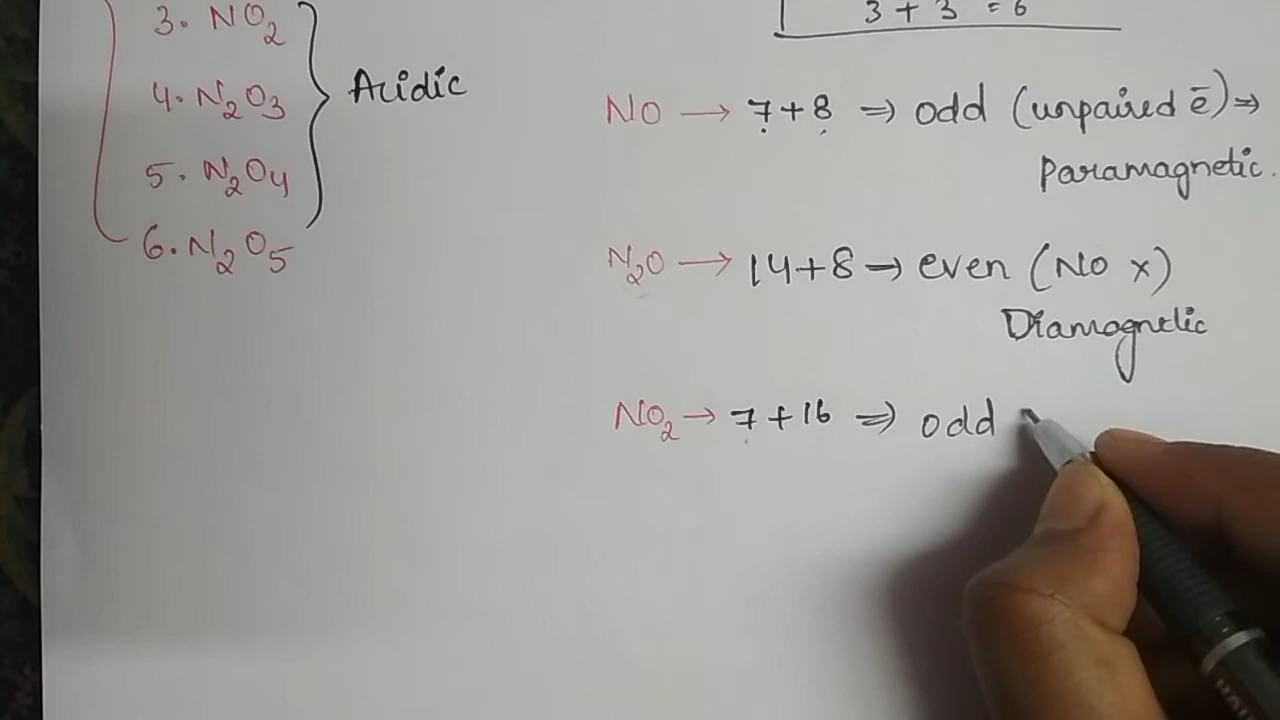 3. NO2
4. N2O3
5. N2O4
6. N2O5
Acidic
3 + 3 = 6
NO → 7+8 ⇒ odd (unpaired ē) ⇒
Paramagnetic.
N2O → 14+8 → even (No x)
Diamagnetic
NO2 → 7+16 ⇒ odd